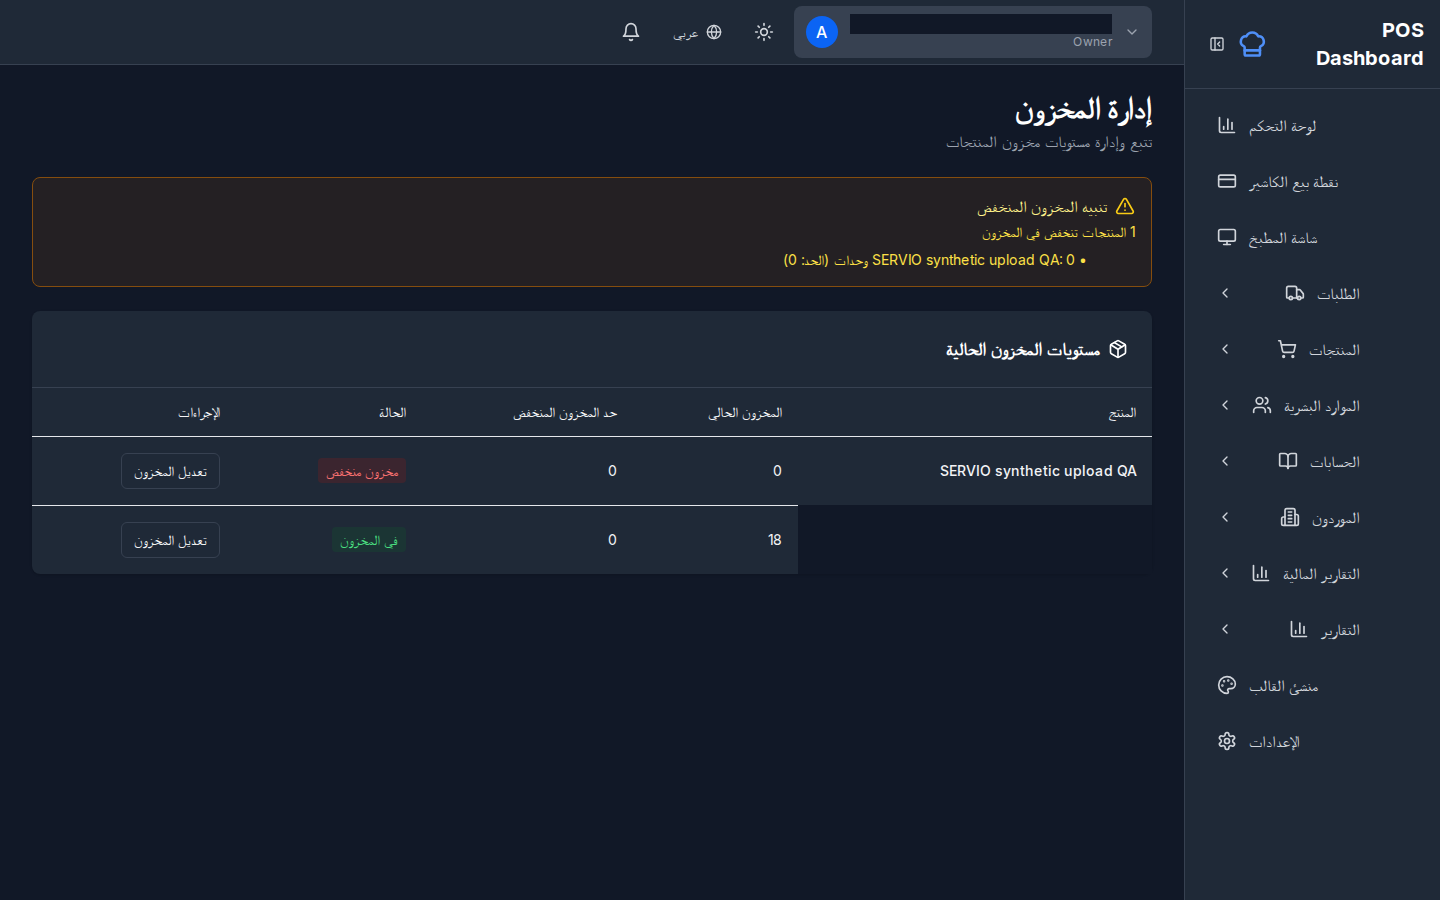 POS
Dashboard
لوحة التحكم
نقطة بيع الكاشير
شاشة المطبخ
الطلبات
المنتجات
الموارد البشرية
الحسابات
الموردون
التقارير المالية
التقارير
منشئ القالب
الإعدادات
A
Owner
عربي
إدارة المخزون
تتبع وإدارة مستويات مخزون المنتجات
تنبيه المخزون المنخفض
1 المنتجات تنخفض في المخزون
• SERVIO synthetic upload QA: 0 وحدات (الحد: 0)
مستويات المخزون الحالية
المنتج المخزون الحالي حد المخزون المنخفض الحالة الإجراءات
SERVIO synthetic upload QA 0 0 مخزون منخفض تعديل المخزون
18 0 في المخزون تعديل المخزون